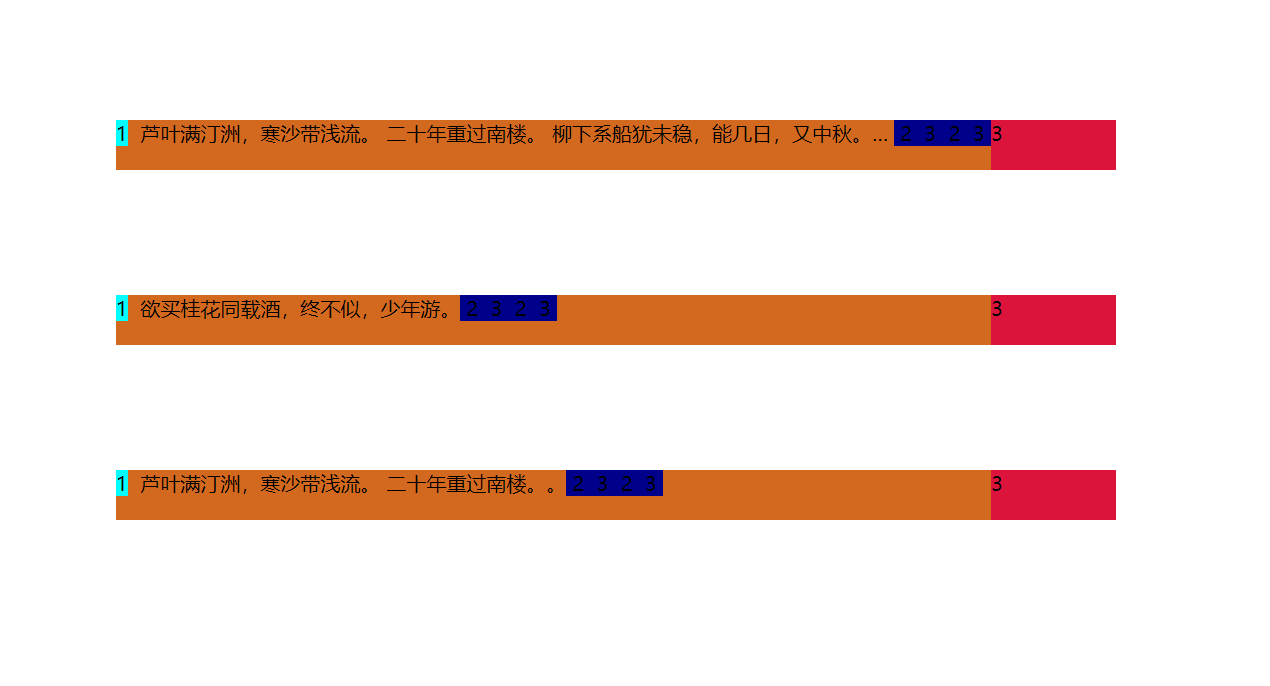 1 芦叶满汀洲，寒沙带浅流。 二十年重过南楼。 柳下系船犹未稳，能几日，又中秋。... 2 3 2 3 3
1 欲买桂花同载酒，终不似，少年游。 2 3 2 3 3
1 芦叶满汀洲，寒沙带浅流。 二十年重过南楼。。 2 3 2 3 3